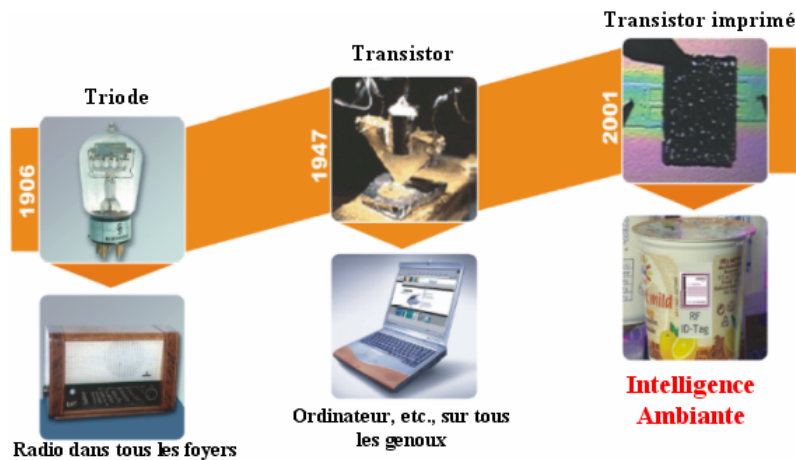 Triode
1906
Radio dans tous les foyers
Transistor
1947
Ordinateur, etc., sur tous
les genoux
Transistor imprimé
2001
mild
RF
ID-Tag
Intelligence
Ambiante